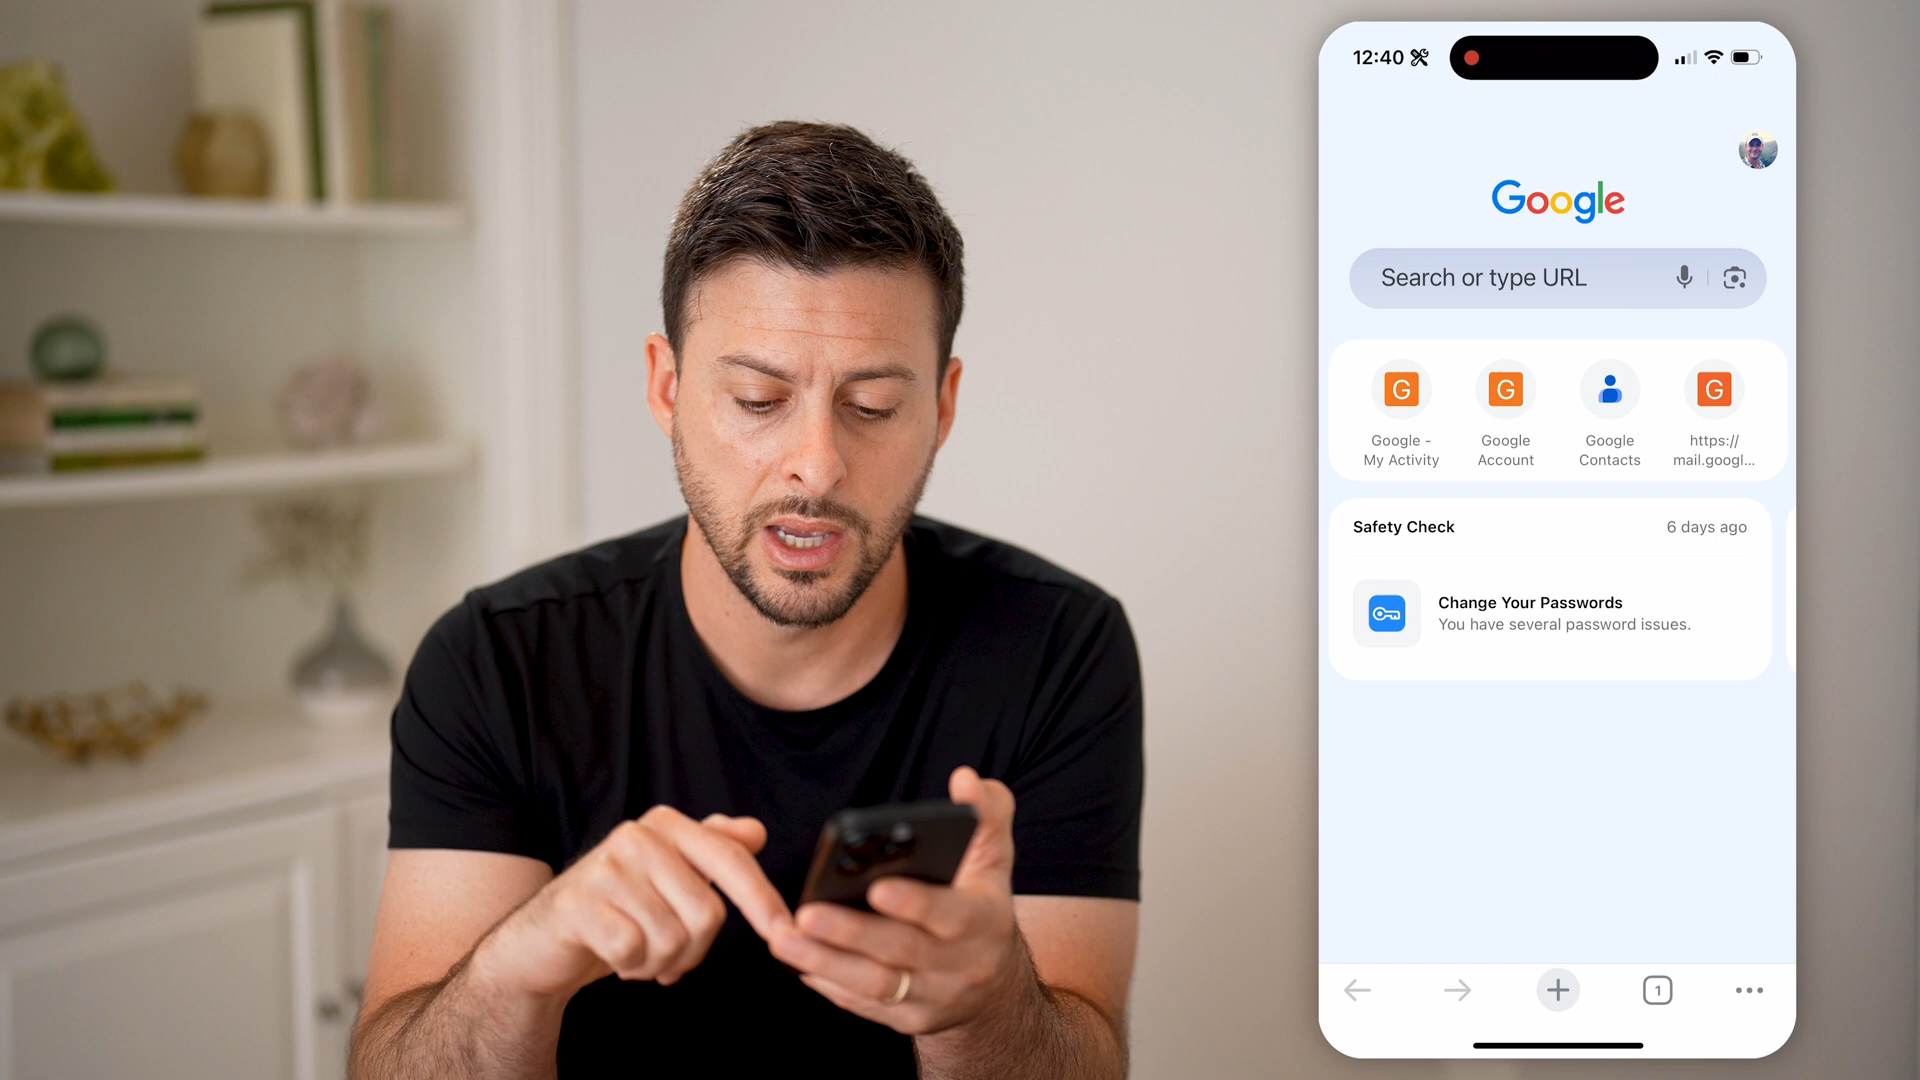 12:40
Google
Search or type URL
G
G
G
Google -
My Activity
Google
Account
Google
Contacts
https://
mail.googl...
Safety Check
6 days ago
Change Your Passwords
You have several password issues.
1